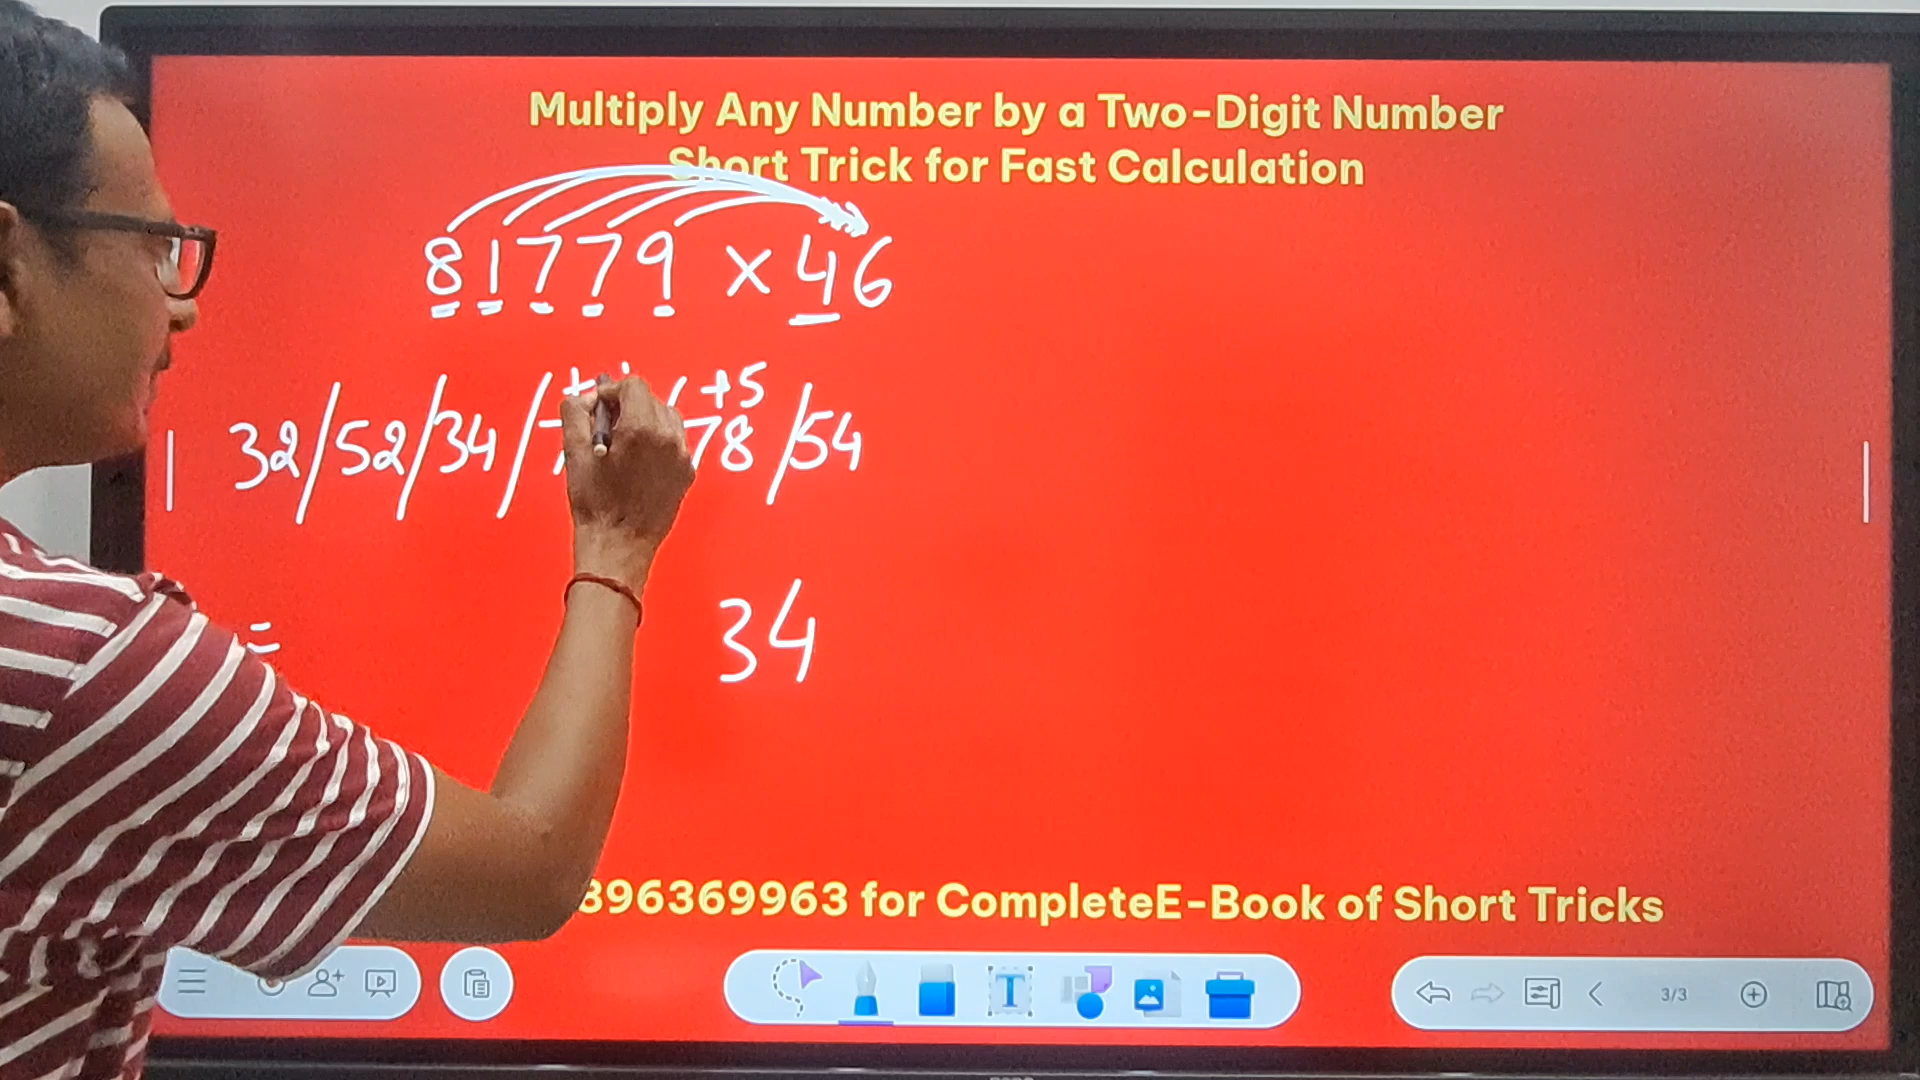 Multiply Any Number by a Two-Digit Number
Short Trick for Fast Calculation
81779 × 46
+5
32/52/34/ 78/54
= 34
396369963 for CompleteE-Book of Short Tricks
3/3